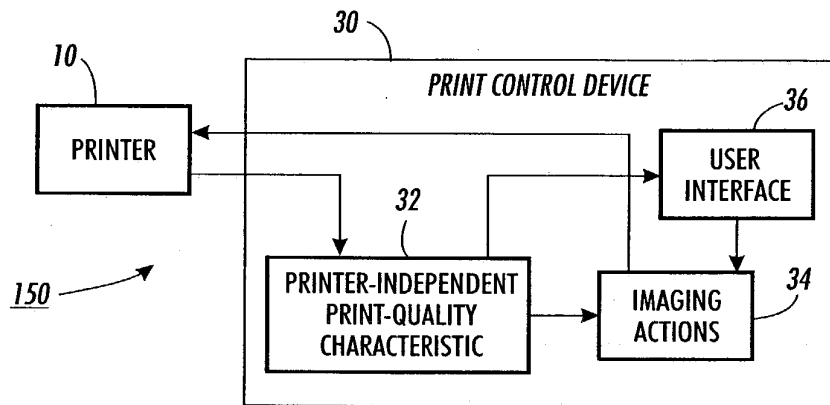 30
10
PRINT CONTROL DEVICE
36
PRINTER
USER
INTERFACE
32
150
PRINTER-INDEPENDENT
PRINT-QUALITY
CHARACTERISTIC
IMAGING
ACTIONS
34